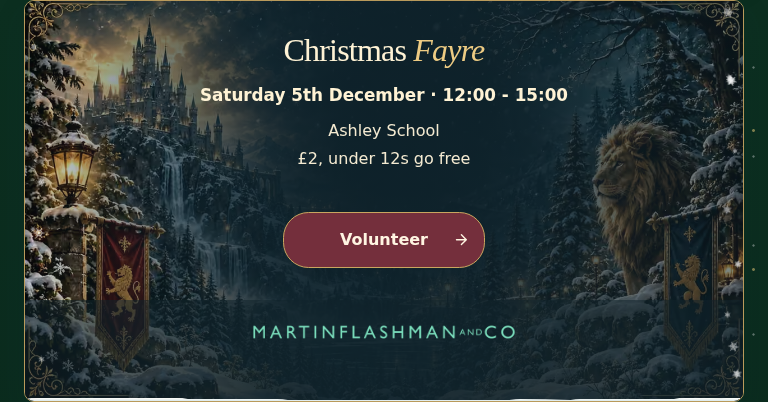 Christmas Fayre
Saturday 5th December · 12:00 - 15:00
Ashley School
£2, under 12s go free
Volunteer →
MARTINFLASHMANANDCO